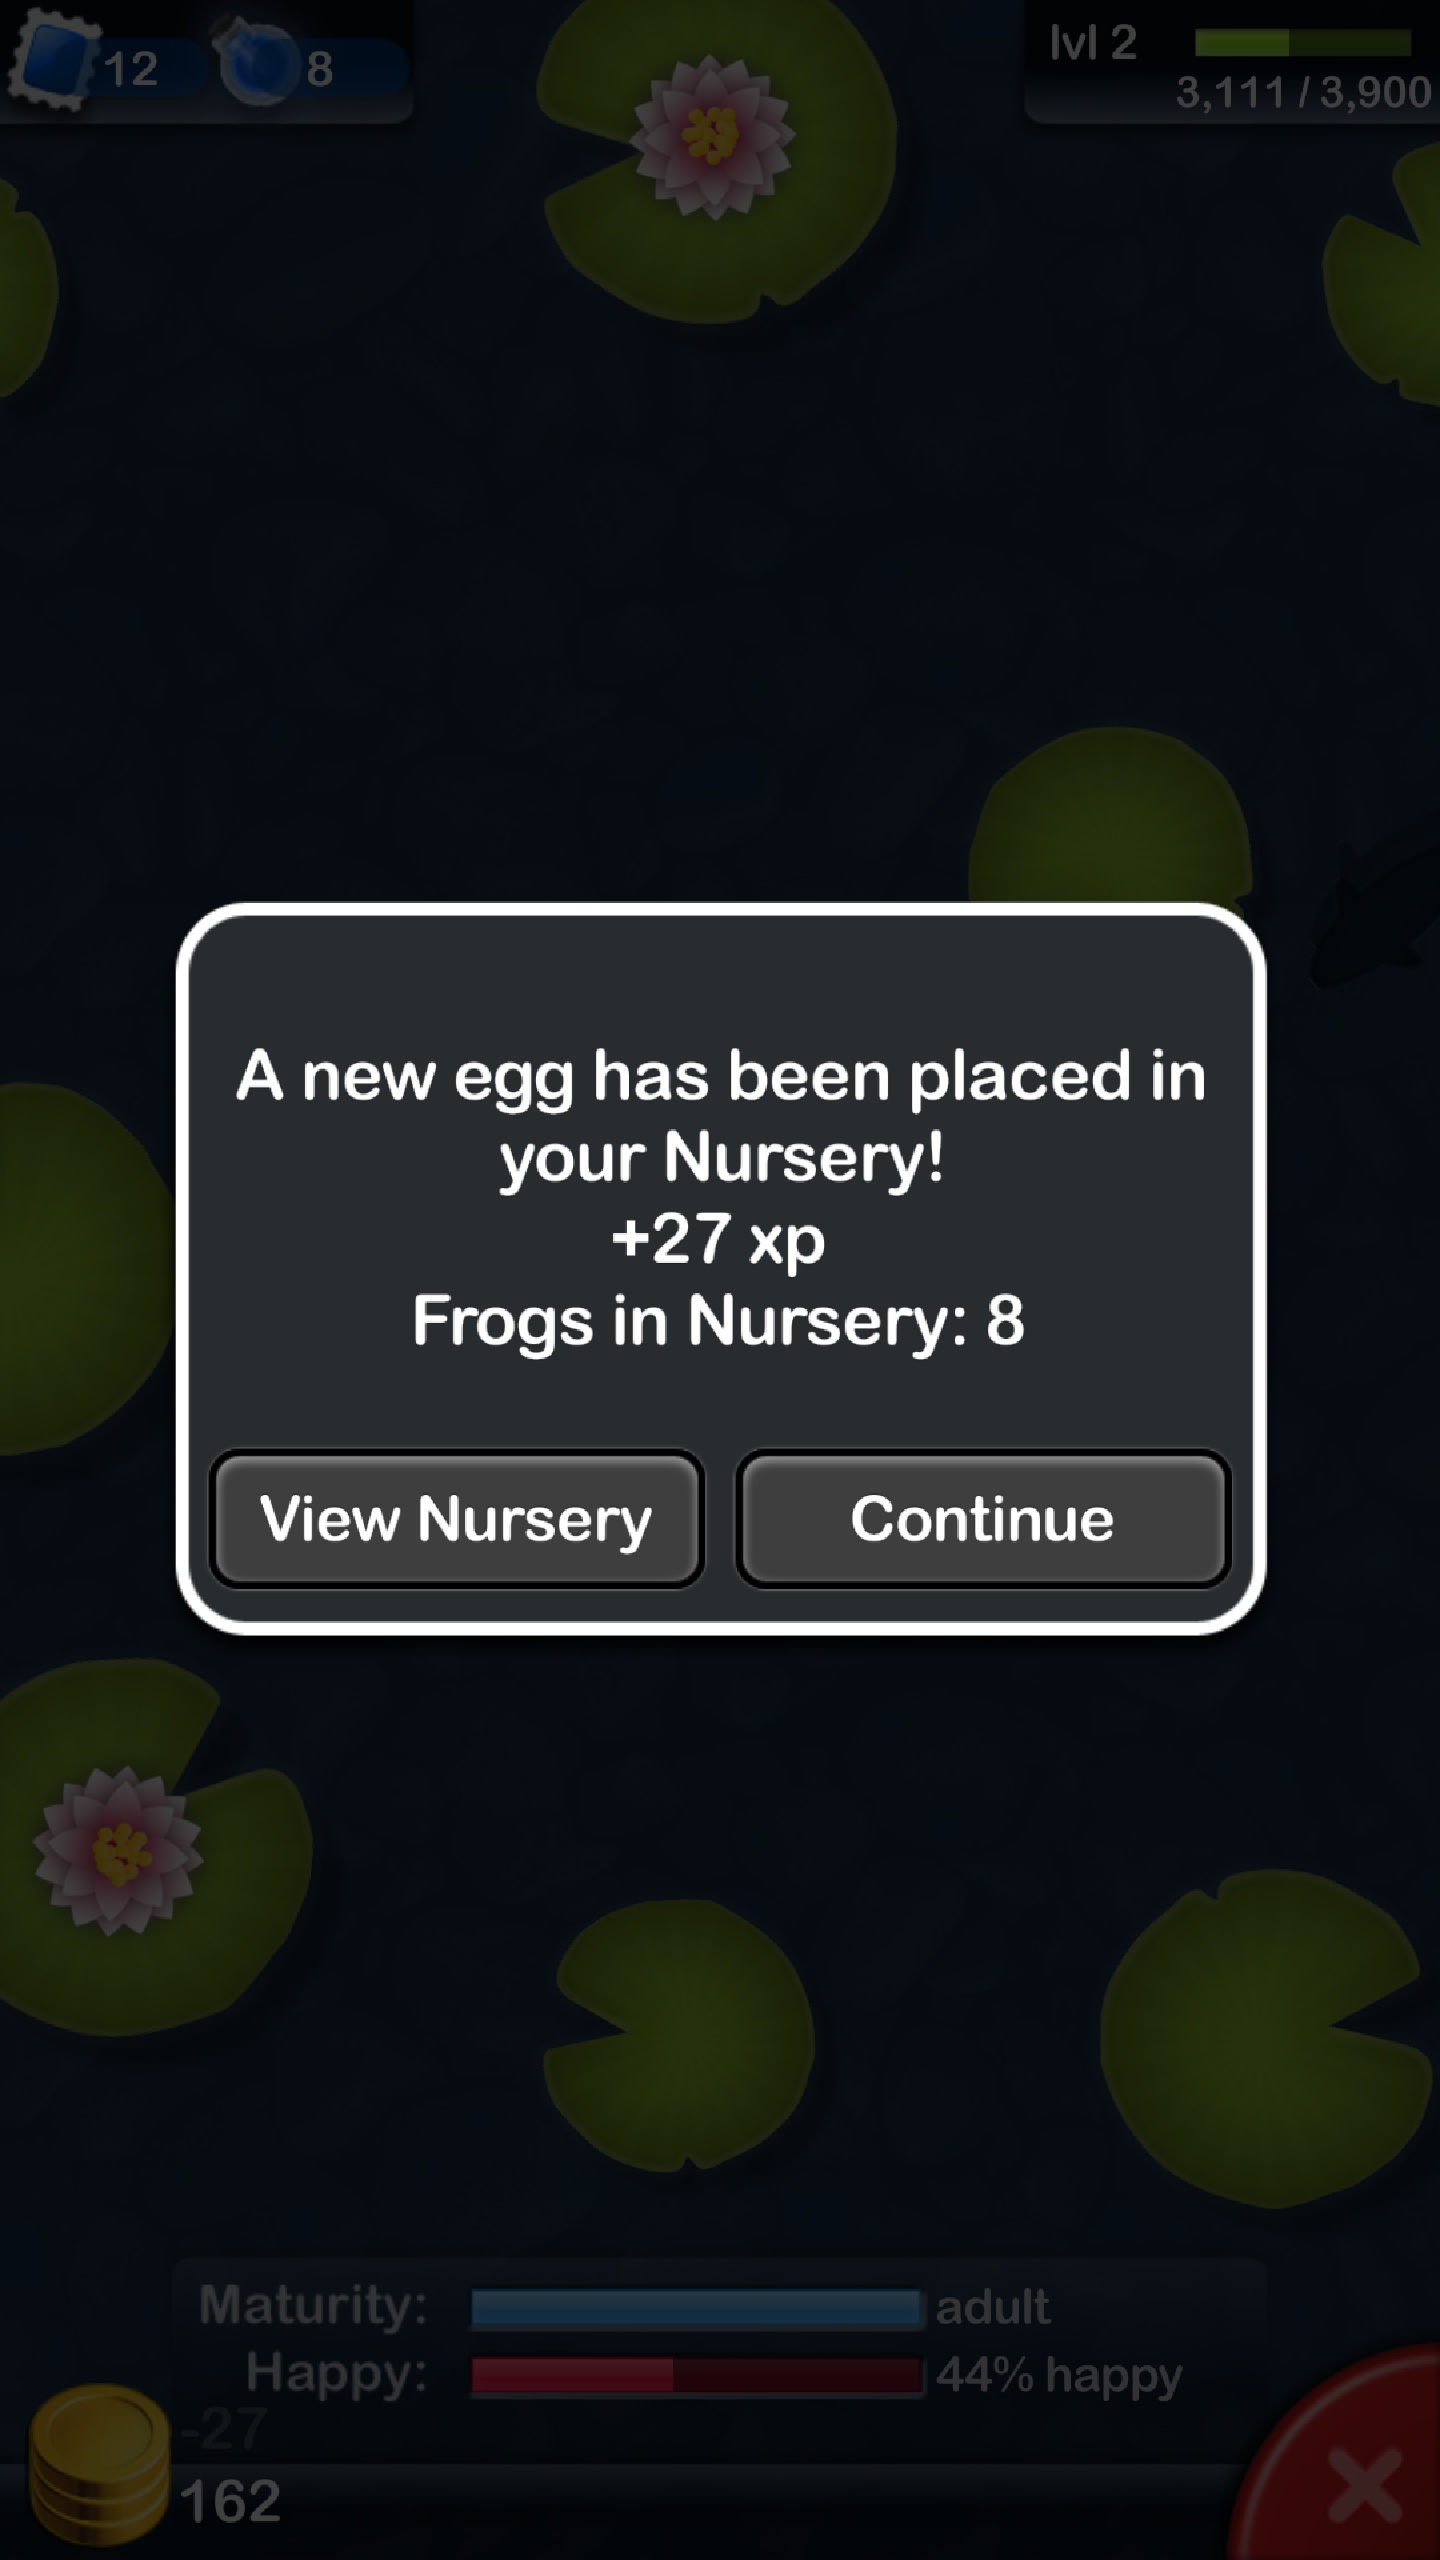 12
8
lvl 2
3,111 / 3,900
A new egg has been placed in
your Nursery!
+27 xp
Frogs in Nursery: 8
View Nursery
Continue
Maturity:
adult
Happy:
44% happy
-27
162